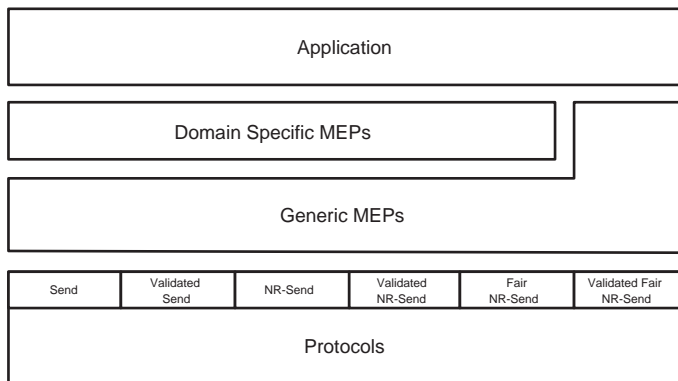 Application
Domain Specific MEPs
Generic MEPs
Send
Validated
Send
NR-Send
Validated
NR-Send
Fair
NR-Send
Validated Fair
NR-Send
Protocols